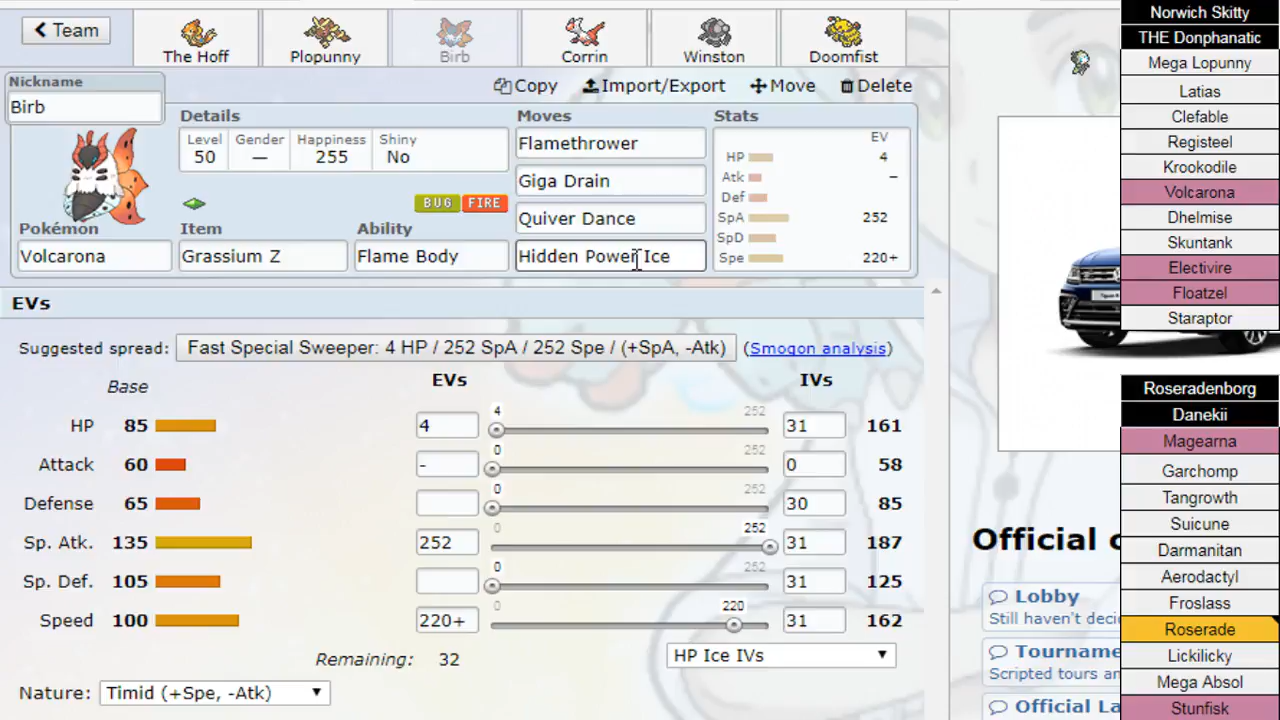 Team
The Hoff
Plopunny
Birb
Corrin
Winston
Doomfist
Nickname
Birb
Copy
Import/Export
Move
Delete
Details
Level
50
Gender
—
Happiness
255
Shiny
No
BUG FIRE
Pokémon
Volcarona
Item
Grassium Z
Ability
Flame Body
Moves
Flamethrower
Giga Drain
Quiver Dance
Hidden Power Ice
Stats
EV
HP 4
Atk –
Def
SpA 252
SpD
Spe 220+
EVs
Suggested spread: Fast Special Sweeper: 4 HP / 252 SpA / 252 Spe / (+SpA, -Atk) (Smogon analysis)
Base EVs IVs
HP 85 4 4 252 31 161
Attack 60 - 0 252 0 58
Defense 65 0 252 30 85
Sp. Atk. 135 252 0 252 31 187
Sp. Def. 105 0 252 31 125
Speed 100 220+ 0 220 31 162
Remaining: 32
HP Ice IVs
Nature: Timid (+Spe, -Atk)
Official c
Lobby
Still haven't deci
Tourname
Scripted tours an
Official La
Norwich Skitty
THE Donphanatic
Mega Lopunny
Latias
Clefable
Registeel
Krookodile
Volcarona
Dhelmise
Skuntank
Electivire
Floatzel
Staraptor
Roseradenborg
Danekii
Magearna
Garchomp
Tangrowth
Suicune
Darmanitan
Aerodactyl
Froslass
Roserade
Lickilicky
Mega Absol
Stunfisk